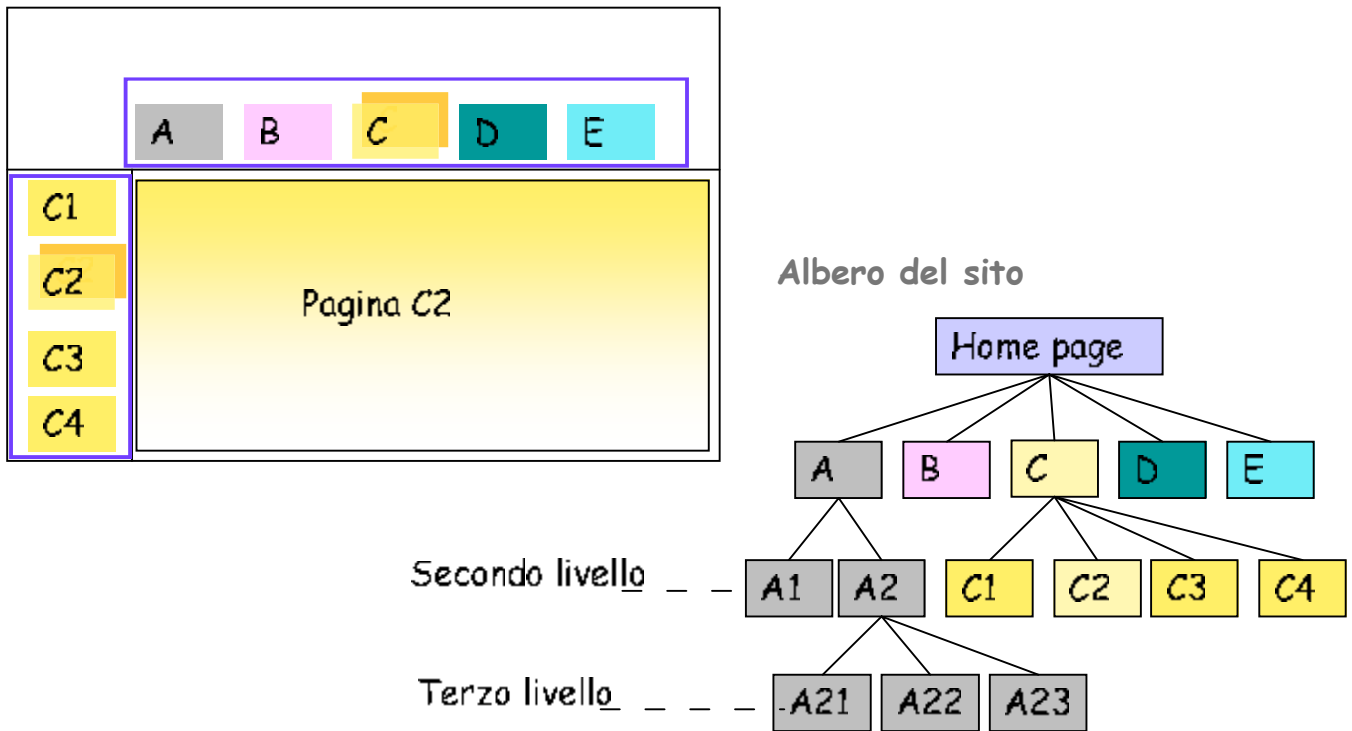 A B C D E
C1
C2
C3
C4
Pagina C2
Albero del sito
Home page
A B C D E
Secondo livello
A1 A2 C1 C2 C3 C4
Terzo livello
A21 A22 A23